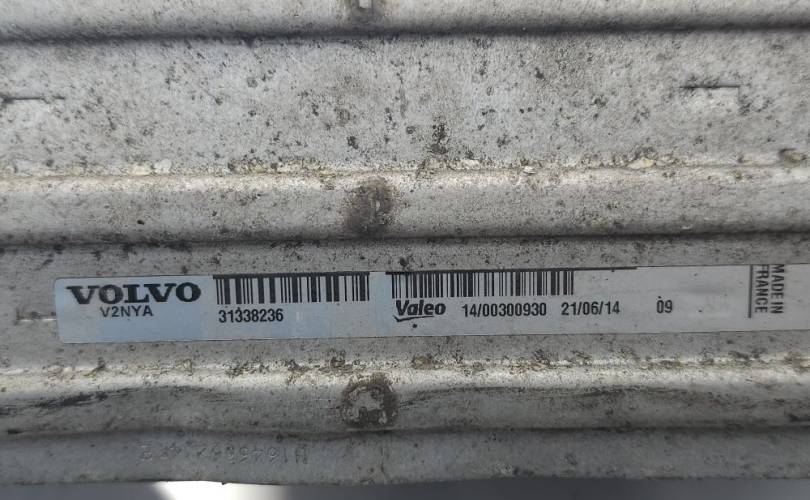 VOLVO
V2NYA
31338236
Valeo 14/00300930 21/06/14 09
MADE IN
FRANCE